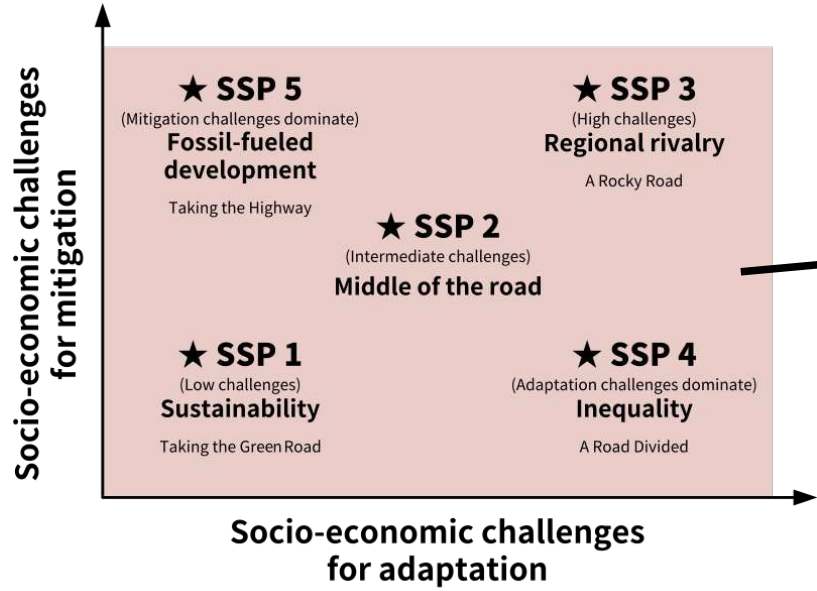 Socio-economic challenges
for mitigation
★ SSP 5
(Mitigation challenges dominate)
Fossil-fueled
development
Taking the Highway
★ SSP 3
(High challenges)
Regional rivalry
A Rocky Road
★ SSP 2
(Intermediate challenges)
Middle of the road
★ SSP 1
(Low challenges)
Sustainability
Taking the Green Road
★ SSP 4
(Adaptation challenges dominate)
Inequality
A Road Divided
Socio-economic challenges
for adaptation